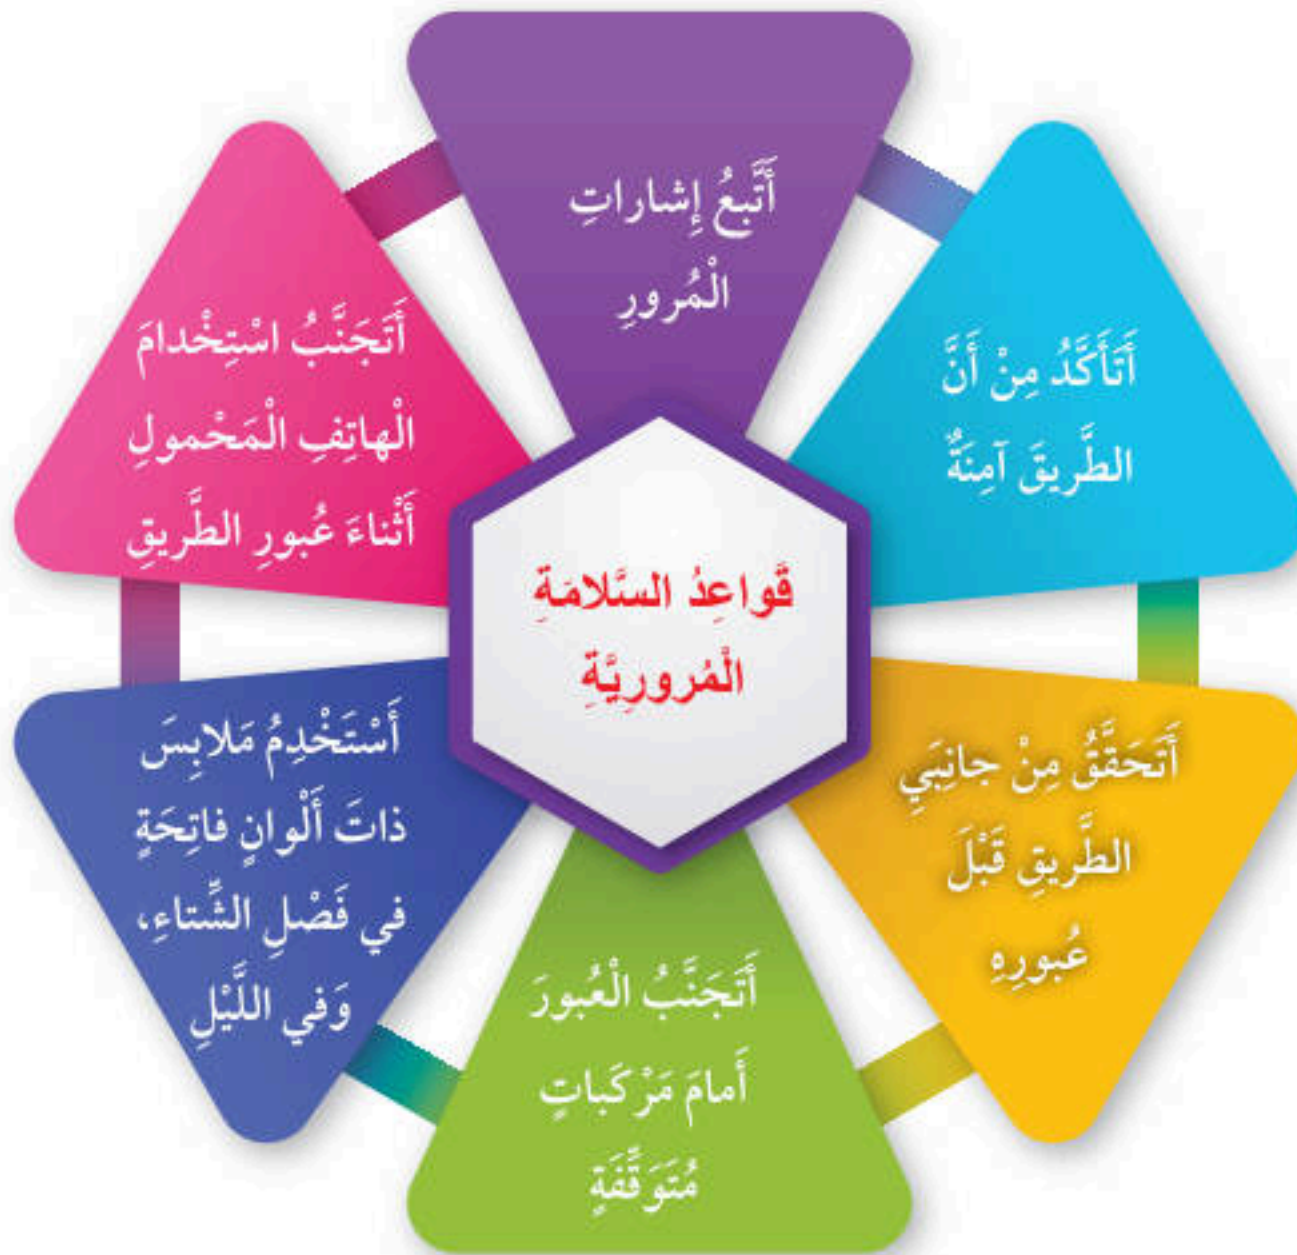 أَتَّبِعُ إِشاراتِ
الْمُرورِ
أَتَأَكَّدُ مِنْ أَنَّ
الطَّريقَ آمِنَةٌ
أَتَحَقَّقُ مِنْ جانِبَيِ
الطَّريقِ قَبْلَ
عُبورِهِ
أَتَجَنَّبُ الْعُبورَ
أَمامَ مَرْكَباتٍ
مُتَوَقِّفَةٍ
أَسْتَخْدِمُ مَلابِسَ
ذاتَ أَلْوانٍ فاتِحَةٍ
في فَصْلِ الشِّتاءِ،
وَفي اللَّيْلِ
أَتَجَنَّبُ اسْتِخْدامَ
الْهاتِفِ الْمَحْمولِ
أَثْناءَ عُبورِ الطَّريقِ
قَواعِدُ السَّلامَةِ
الْمُرورِيَّةِ